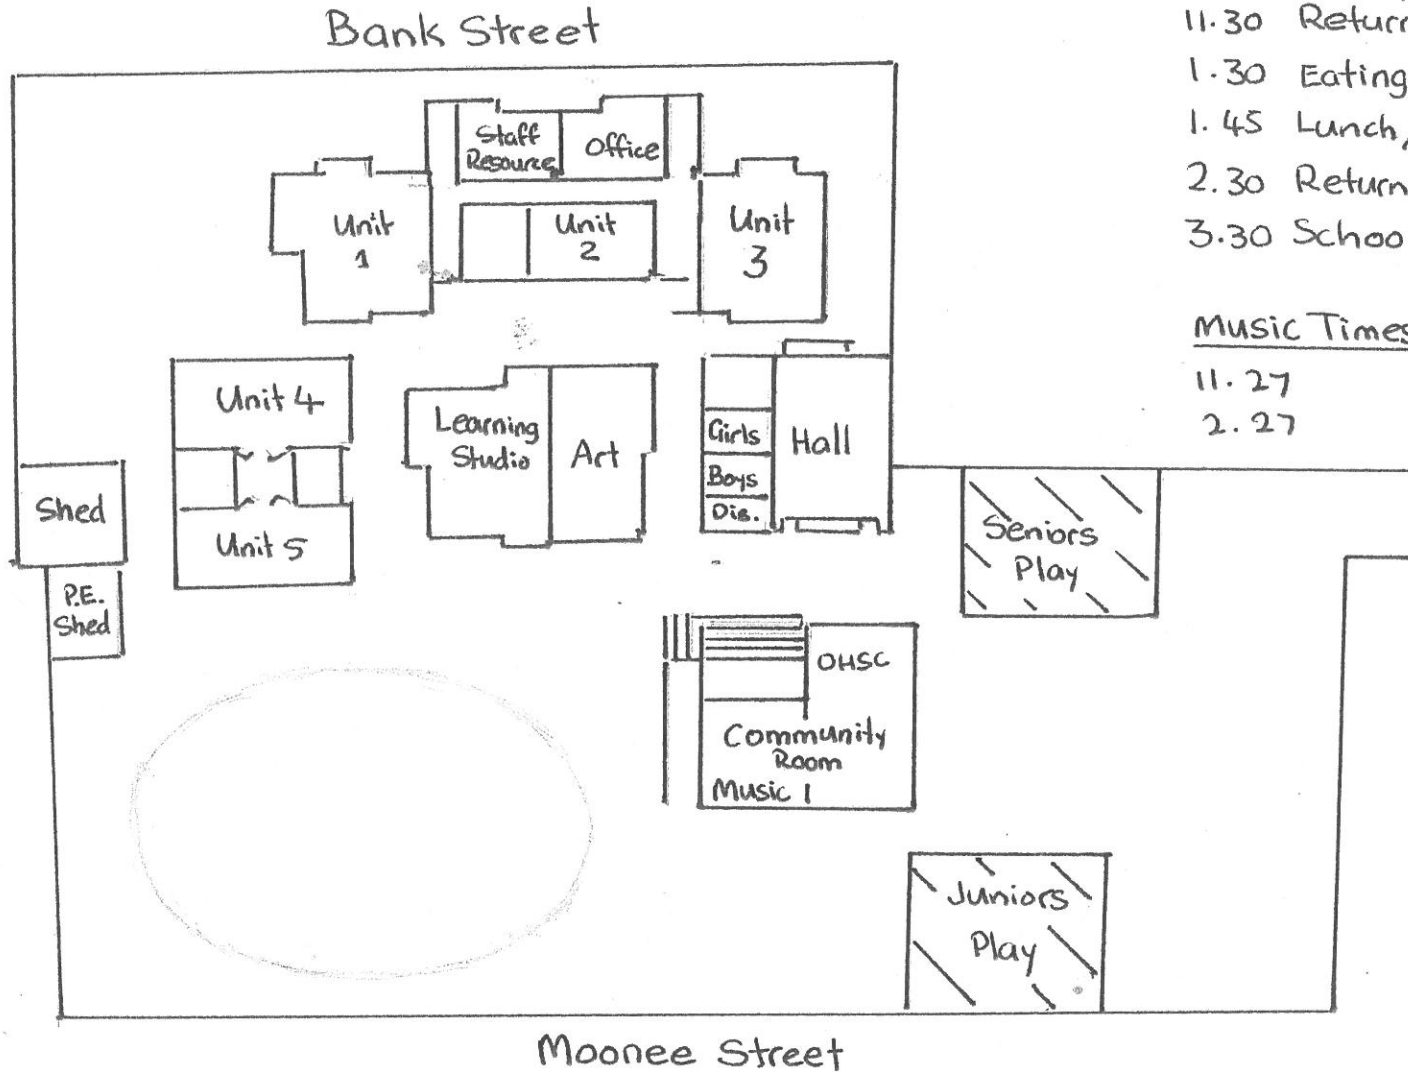 Bank Street
11.30 Return
1.30 Eating
1.45 Lunch
2.30 Return
3.30 Schoo
Music Times
11.27
2.27
Staff
Resource
Office
Unit
1
Unit
2
Unit
3
Unit 4
Learning
Studio
Art
Girls
Boys
Dis.
Hall
Shed
Unit 5
Seniors
Play
P.E.
Shed
OHSC
Community
Room
Music 1
Juniors
Play
Moonee Street